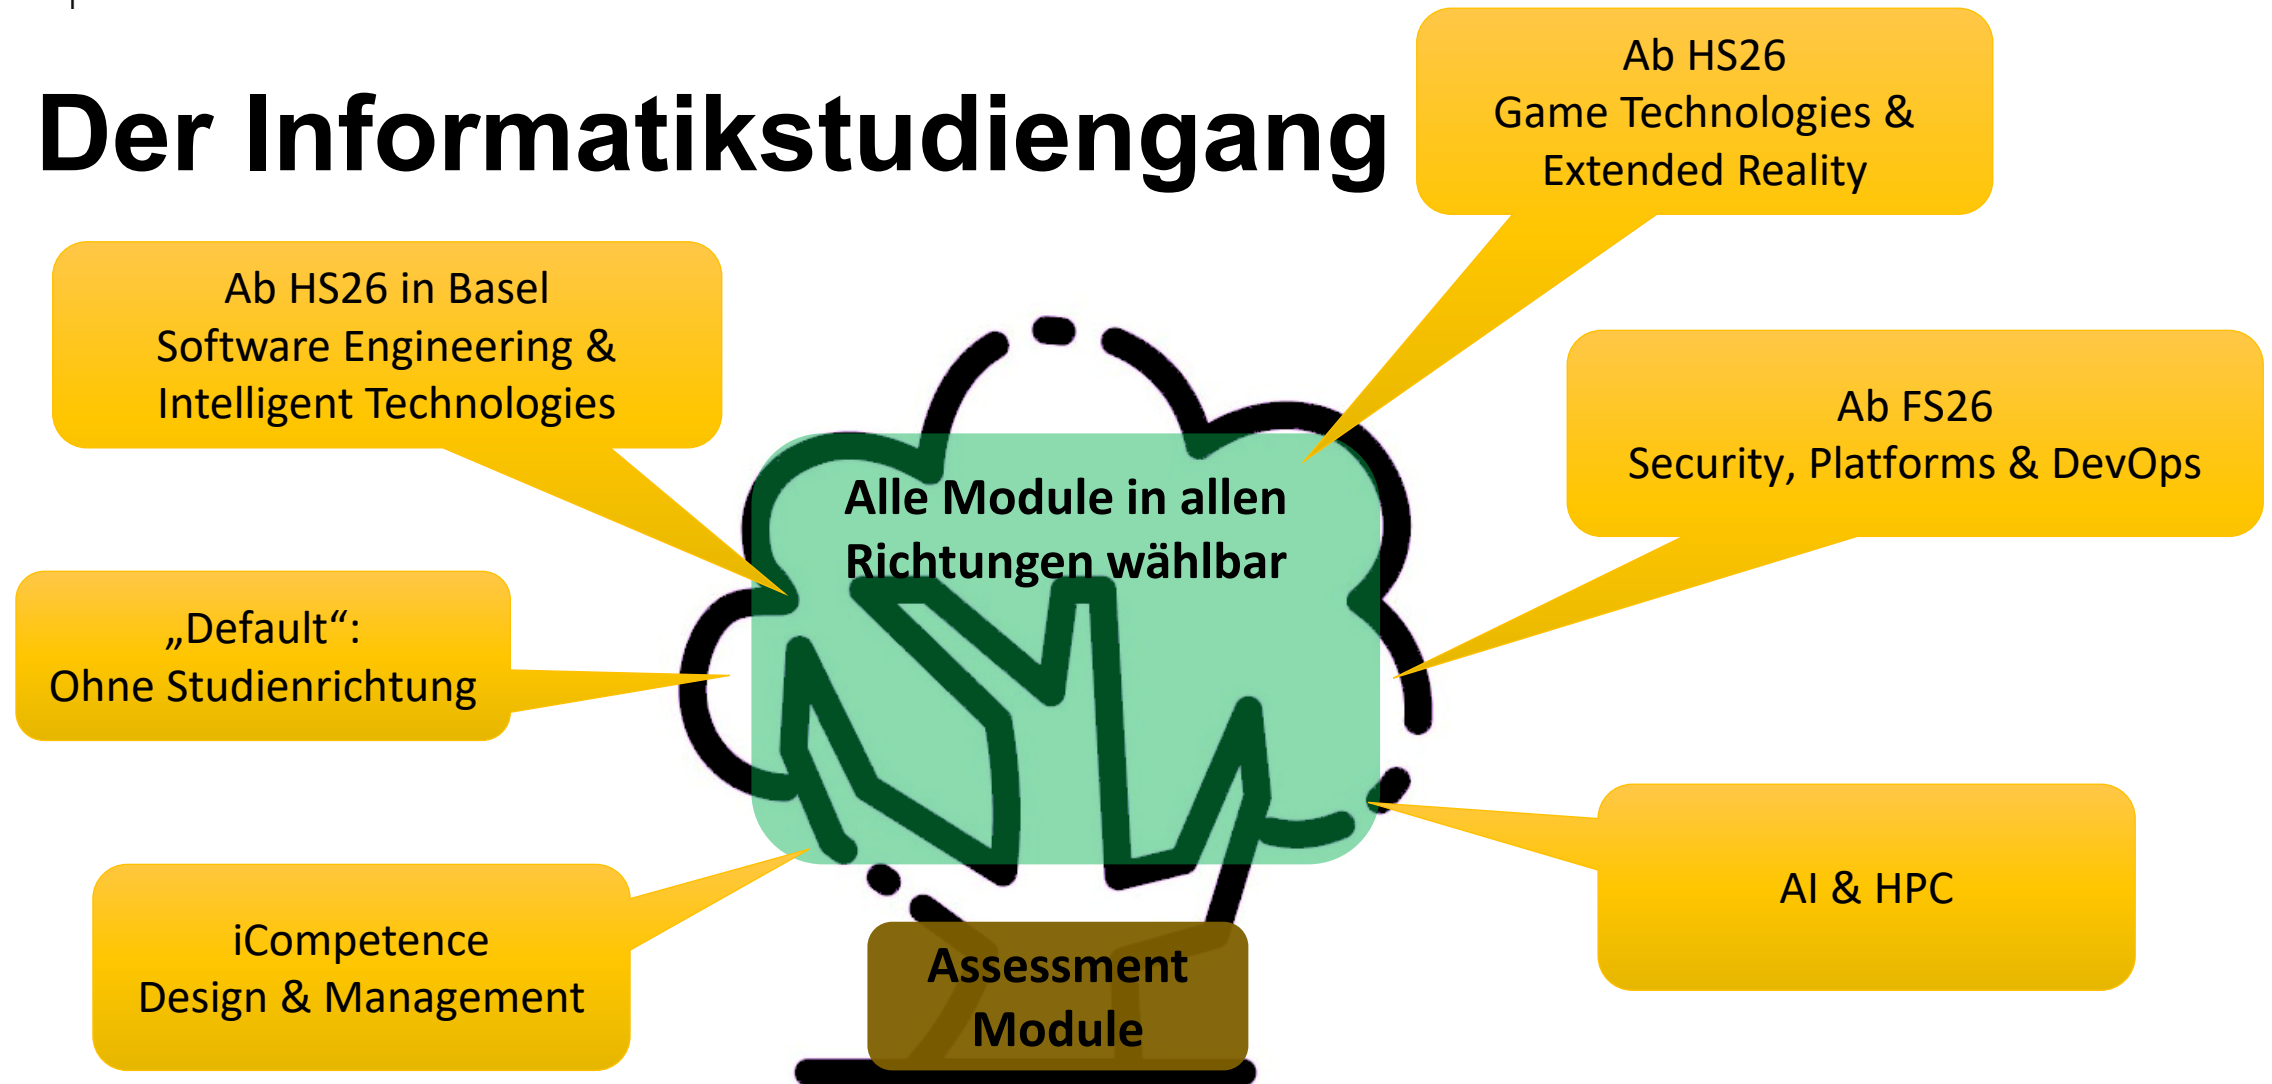 Der Informatikstudiengang
Ab HS26
Game Technologies &
Extended Reality
Ab HS26 in Basel
Software Engineering &
Intelligent Technologies
Ab FS26
Security, Platforms & DevOps
Alle Module in allen
Richtungen wählbar
„Default“:
Ohne Studienrichtung
AI & HPC
iCompetence
Design & Management
Assessment
Module